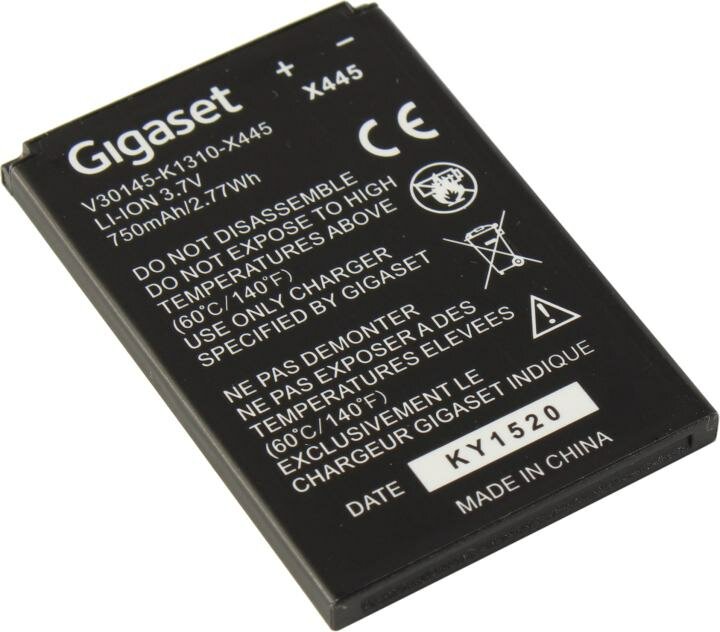 Gigaset
+ -
X445
V30145-K1310-X445
LI-ION 3.7V
750mAh/2.77Wh
CE
DO NOT DISASSEMBLE
DO NOT EXPOSE TO HIGH
TEMPERATURES ABOVE
(60°C/140°F)
USE ONLY CHARGER
SPECIFIED BY GIGASET
NE PAS DEMONTER
NE PAS EXPOSER A DES
TEMPERATURES ELEVEES
(60°C/140°F)
EXCLUSIVEMENT LE
CHARGEUR GIGASET INDIQUE
DATE KY1520
MADE IN CHINA